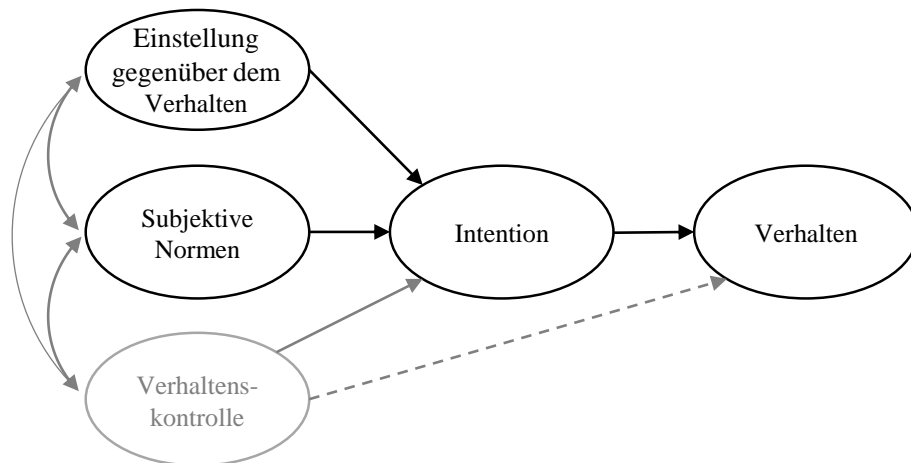 Einstellung
gegenüber dem
Verhalten
Subjektive
Normen
Intention
Verhalten
Verhaltens-
kontrolle